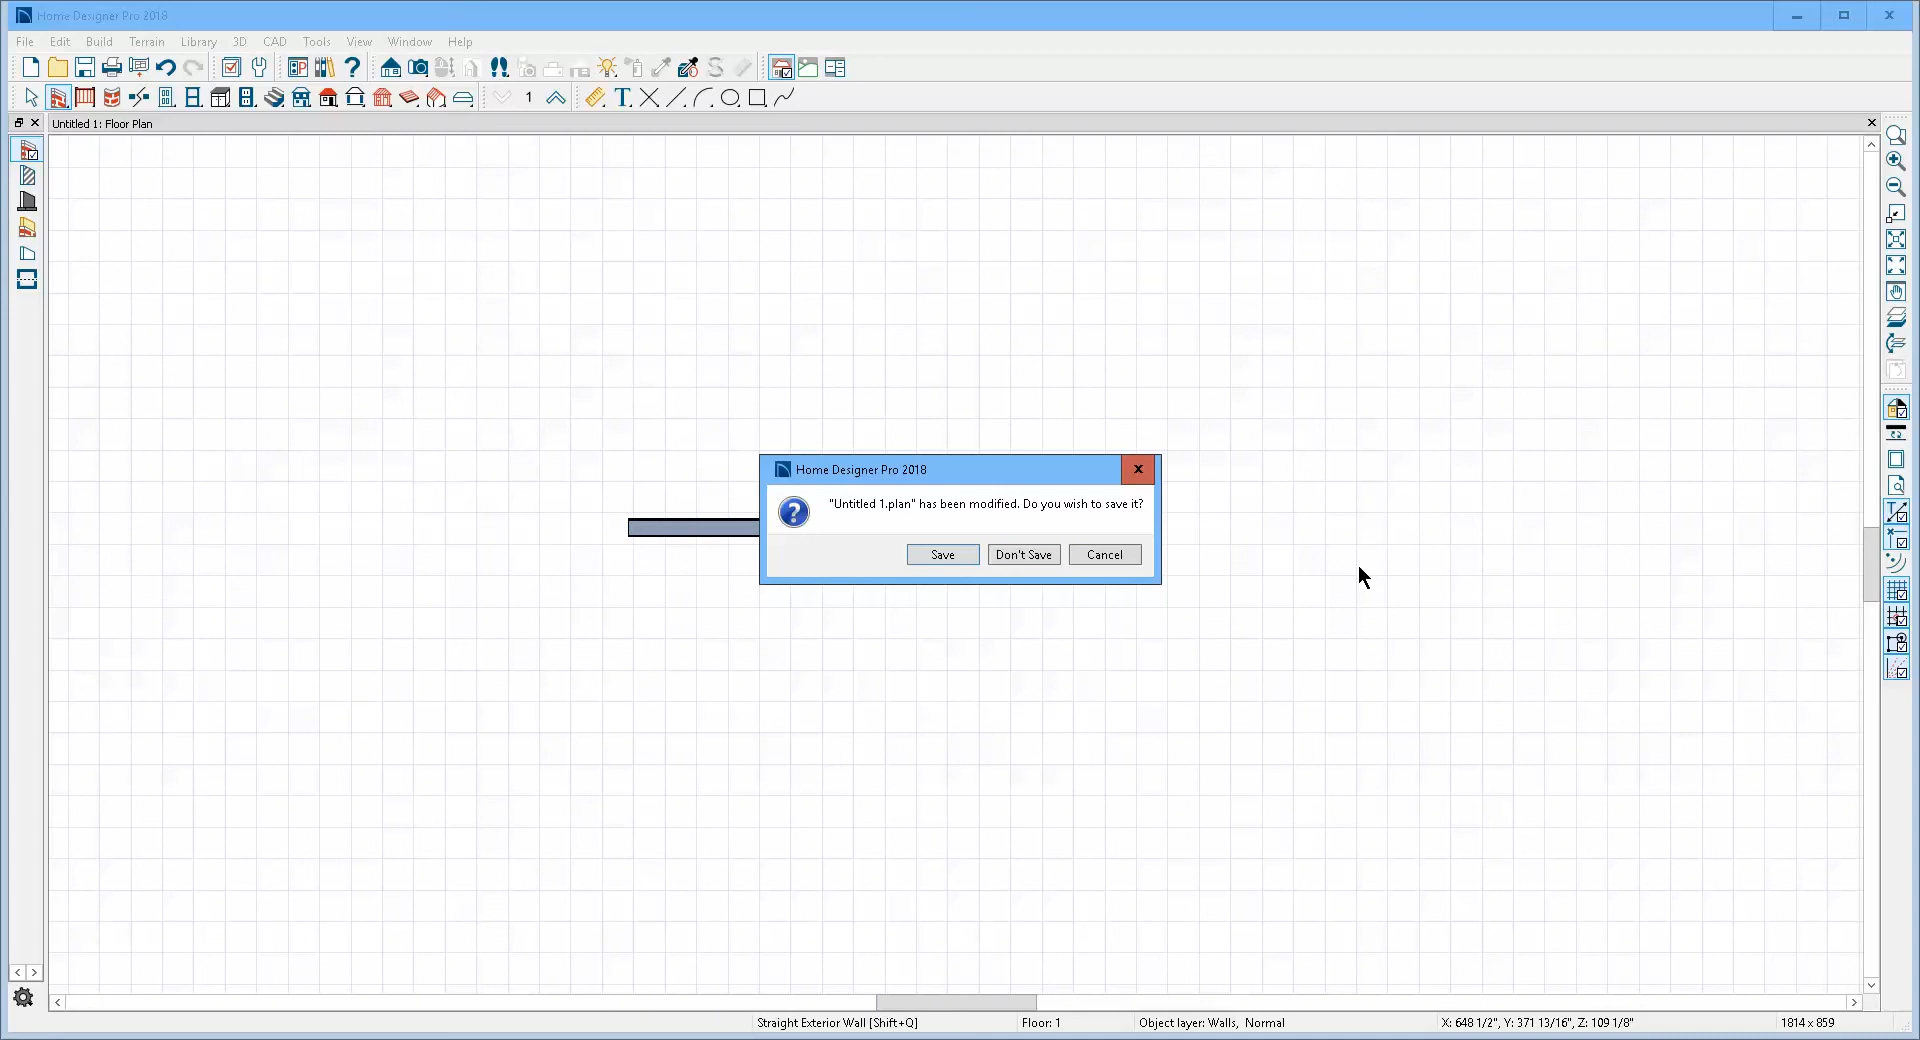 Home Designer Pro 2018
File Edit Build Terrain Library 3D CAD Tools View Window Help
1
Untitled 1: Floor Plan
Home Designer Pro 2018
"Untitled 1.plan" has been modified. Do you wish to save it?
Save Don't Save Cancel
Straight Exterior Wall [Shift+Q] Floor: 1 Object layer: Walls, Normal X: 648 1/2", Y: 371 13/16", Z: 109 1/8" 1814 x 859